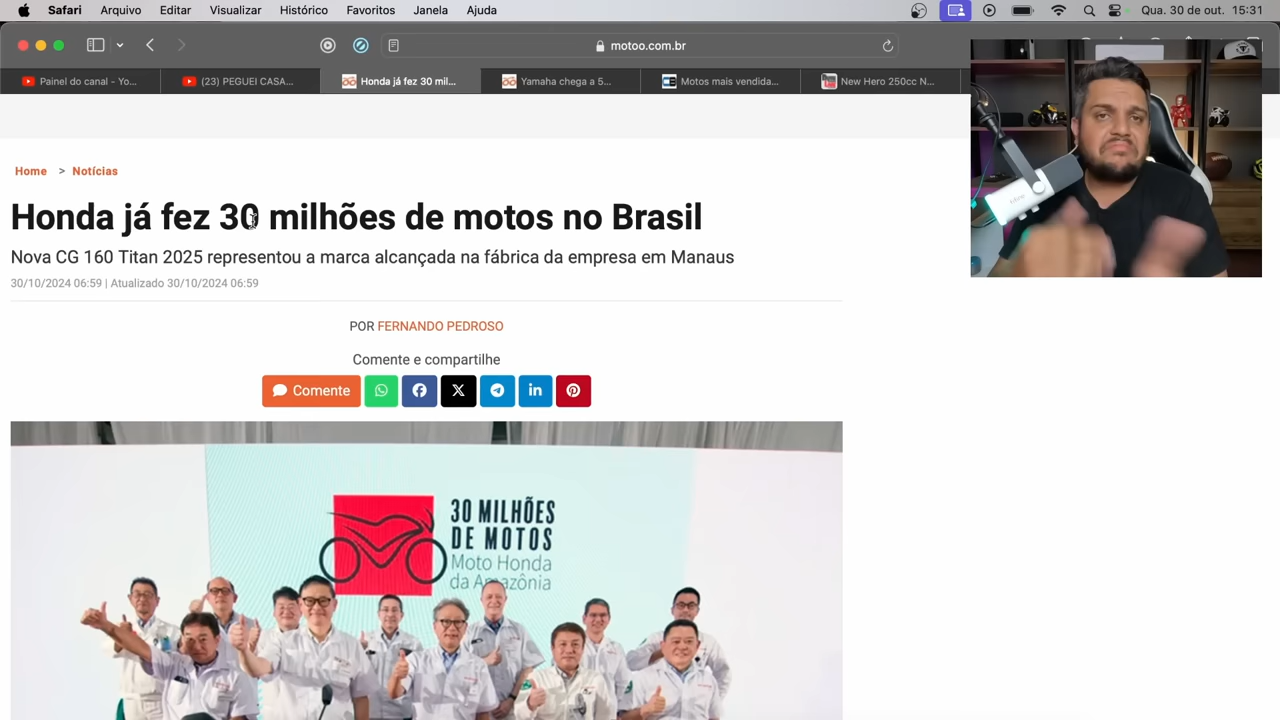 Safari Arquivo Editar Visualizar Histórico Favoritos Janela Ajuda Qua. 30 de out. 15:31
motoo.com.br
Painel do canal - Yo... (23) PEGUEI CASA... Honda já fez 30 mil... Yamaha chega a 5... Motos mais vendida... New Hero 250cc N...
Home > Notícias
Honda já fez 30 milhões de motos no Brasil
Nova CG 160 Titan 2025 representou a marca alcançada na fábrica da empresa em Manaus
30/10/2024 06:59 | Atualizado 30/10/2024 06:59
POR FERNANDO PEDROSO
Comente e compartilhe
Comente
30 MILHÕES
DE MOTOS
Moto Honda
da Amazônia